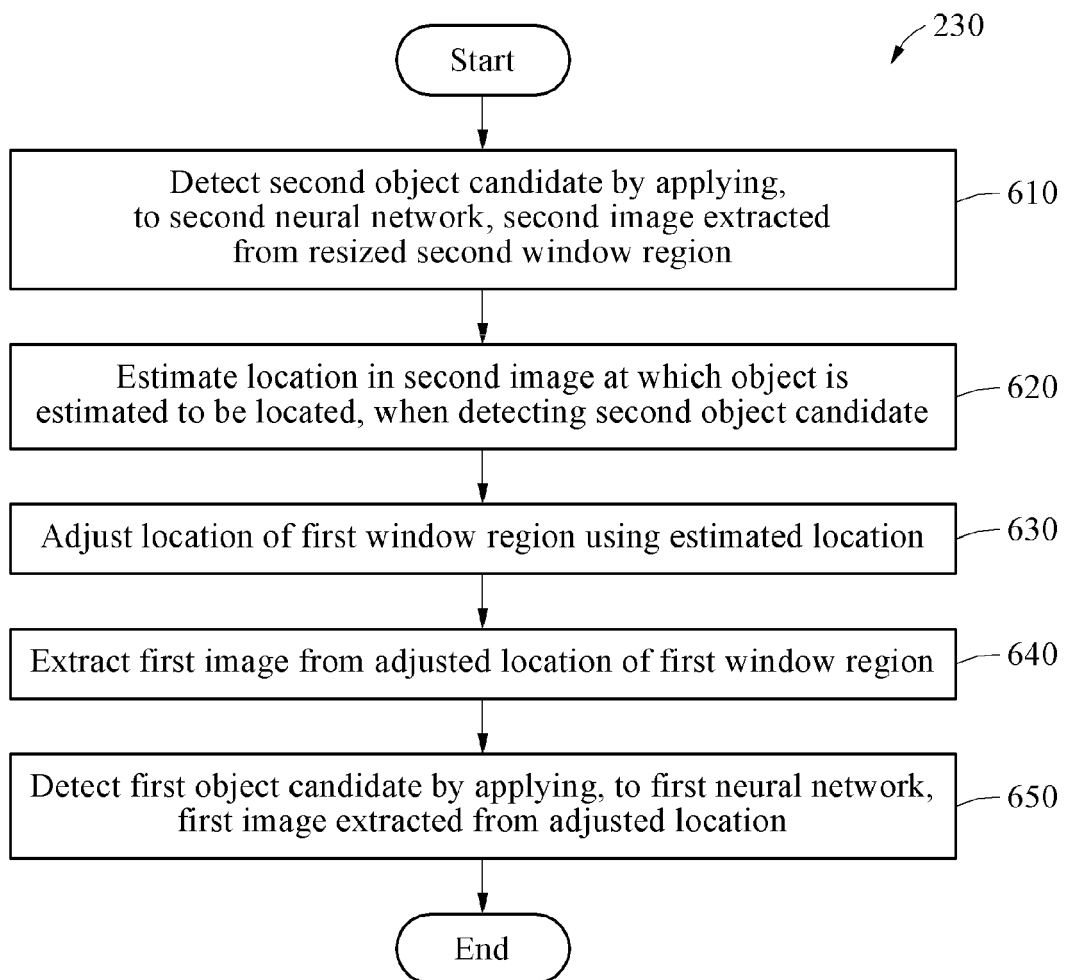 230
Start
Detect second object candidate by applying,
to second neural network, second image extracted
from resized second window region
610
Estimate location in second image at which object is
estimated to be located, when detecting second object candidate
620
Adjust location of first window region using estimated location
630
Extract first image from adjusted location of first window region
640
Detect first object candidate by applying, to first neural network,
first image extracted from adjusted location
650
End